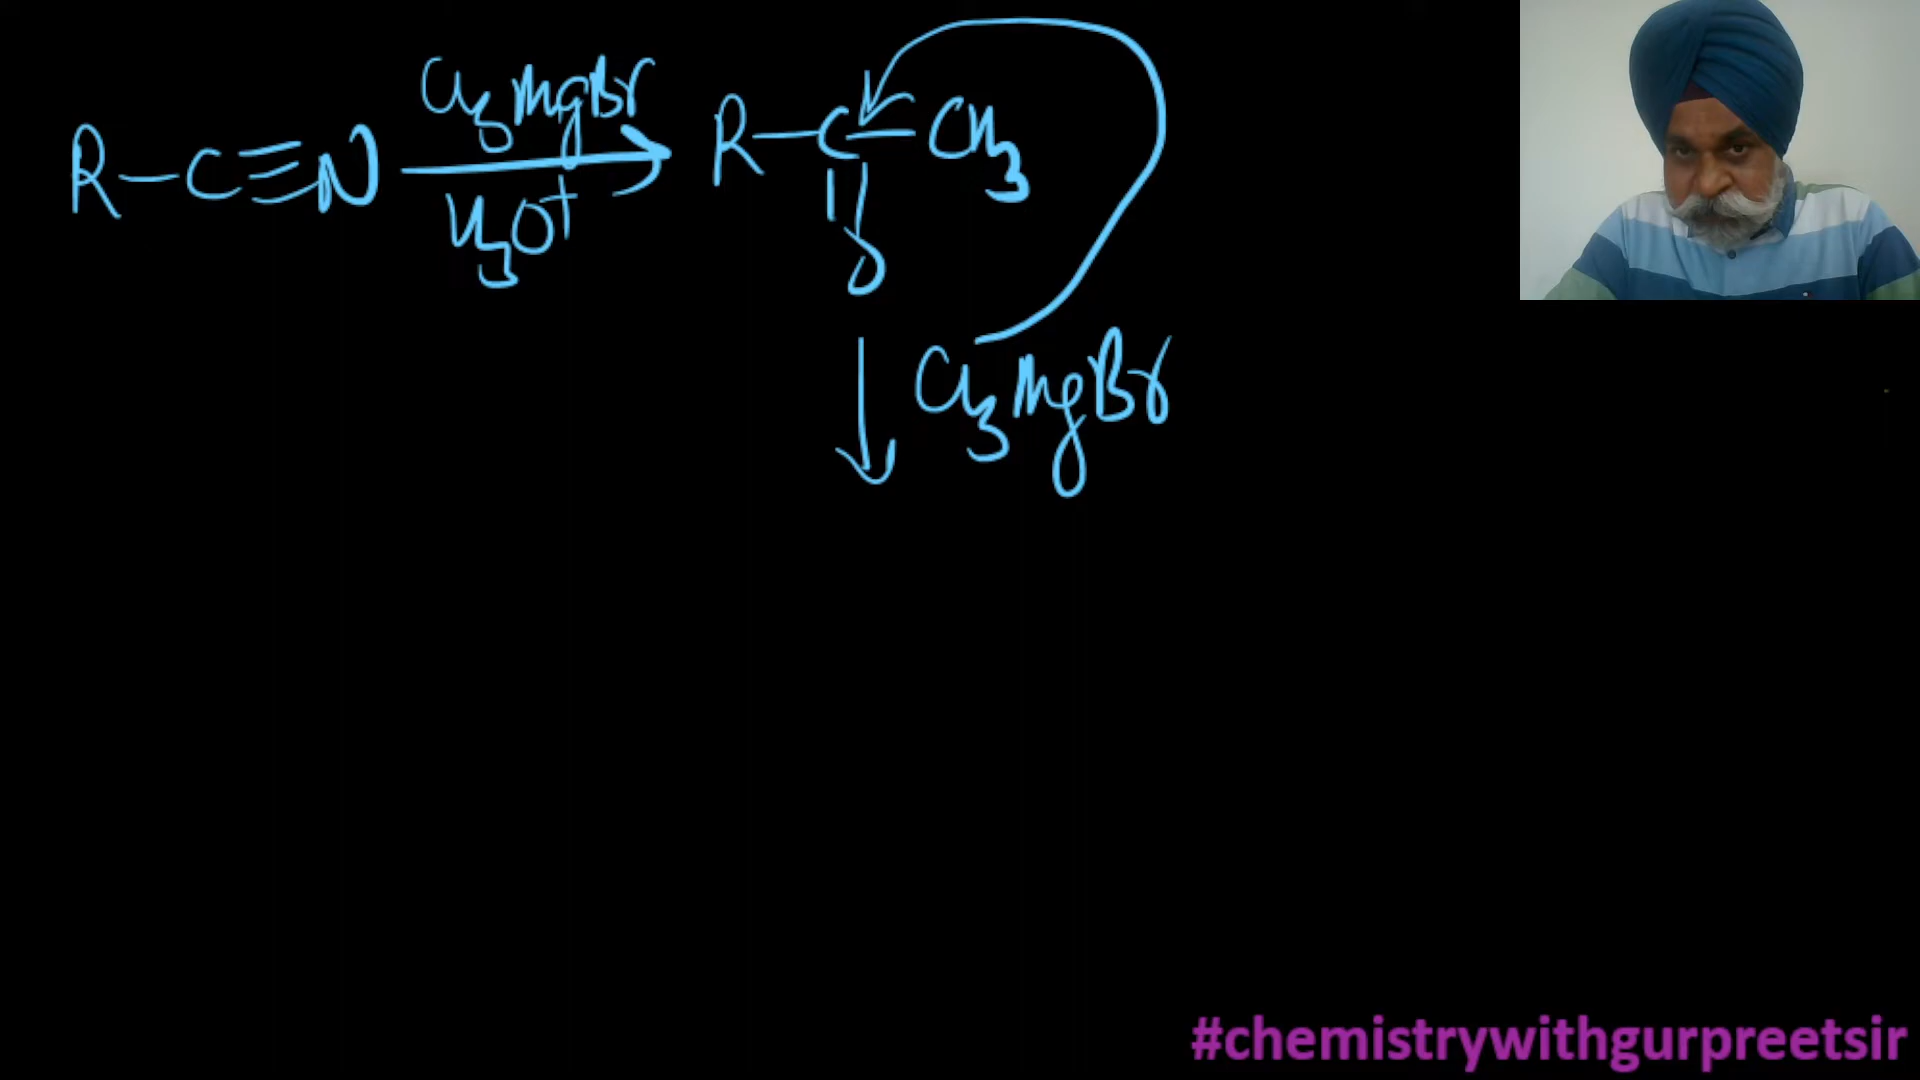 R-C≡N CH3MgBr H3O+ R-C-CH3
O
CH3MgBr
#chemistrywithgurpreetsir